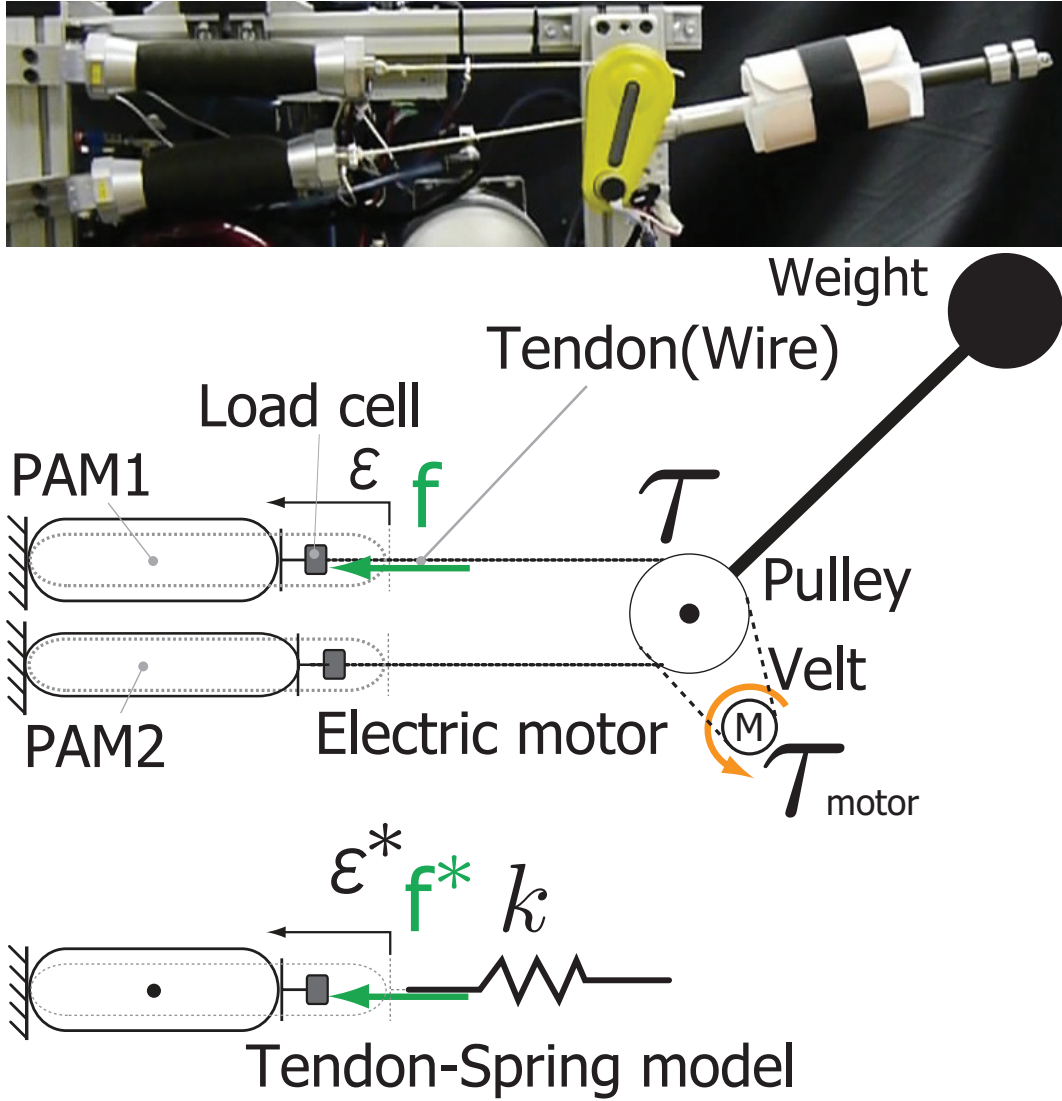 Weight
Tendon(Wire)
Load cell
ε
f
τ
PAM1
Pulley
Velt
PAM2
Electric motor
M
τmotor
ε*
f*
k
Tendon-Spring model